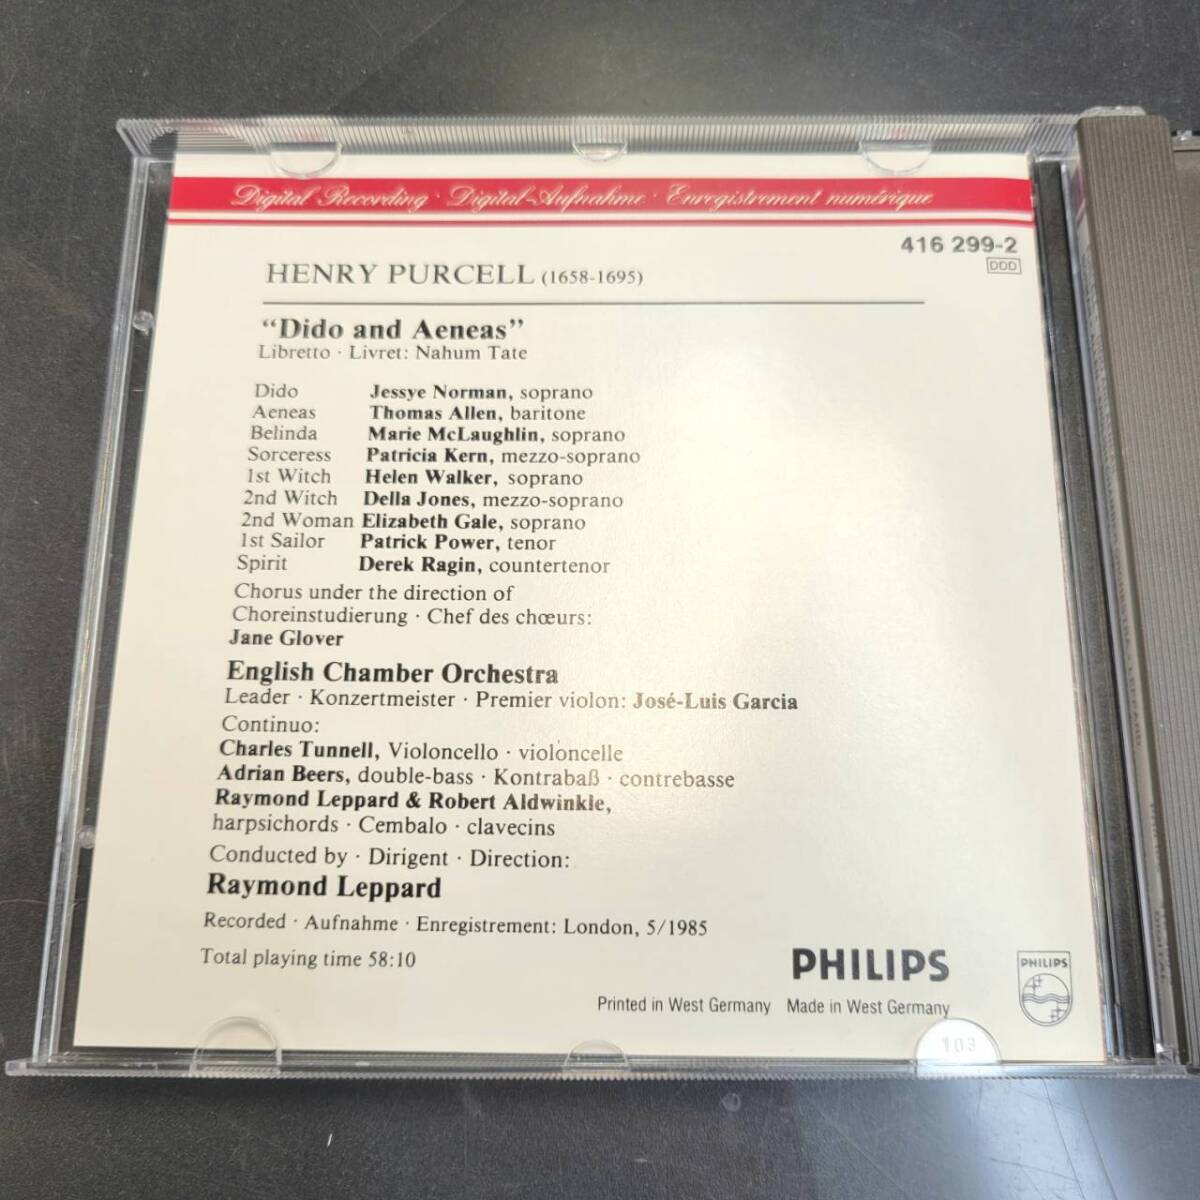 Digital Recording · Digital-Aufnahme · Enregistrement numérique
416 299-2
DDD
HENRY PURCELL (1658-1695)
“Dido and Aeneas”
Libretto · Livret: Nahum Tate
Dido Jessye Norman, soprano
Aeneas Thomas Allen, baritone
Belinda Marie McLaughlin, soprano
Sorceress Patricia Kern, mezzo-soprano
1st Witch Helen Walker, soprano
2nd Witch Della Jones, mezzo-soprano
2nd Woman Elizabeth Gale, soprano
1st Sailor Patrick Power, tenor
Spirit Derek Ragin, countertenor
Chorus under the direction of
Choreinstudierung · Chef des chœurs:
Jane Glover
English Chamber Orchestra
Leader · Konzertmeister · Premier violon: José-Luis Garcia
Continuo:
Charles Tunnell, Violoncello · violoncelle
Adrian Beers, double-bass · Kontrabaß · contrebasse
Raymond Leppard & Robert Aldwinkle,
harpsichords · Cembalo · clavecins
Conducted by · Dirigent · Direction:
Raymond Leppard
Recorded · Aufnahme · Enregistrement: London, 5/1985
Total playing time 58:10
PHILIPS
PHILIPS
Printed in West Germany Made in West Germany
103